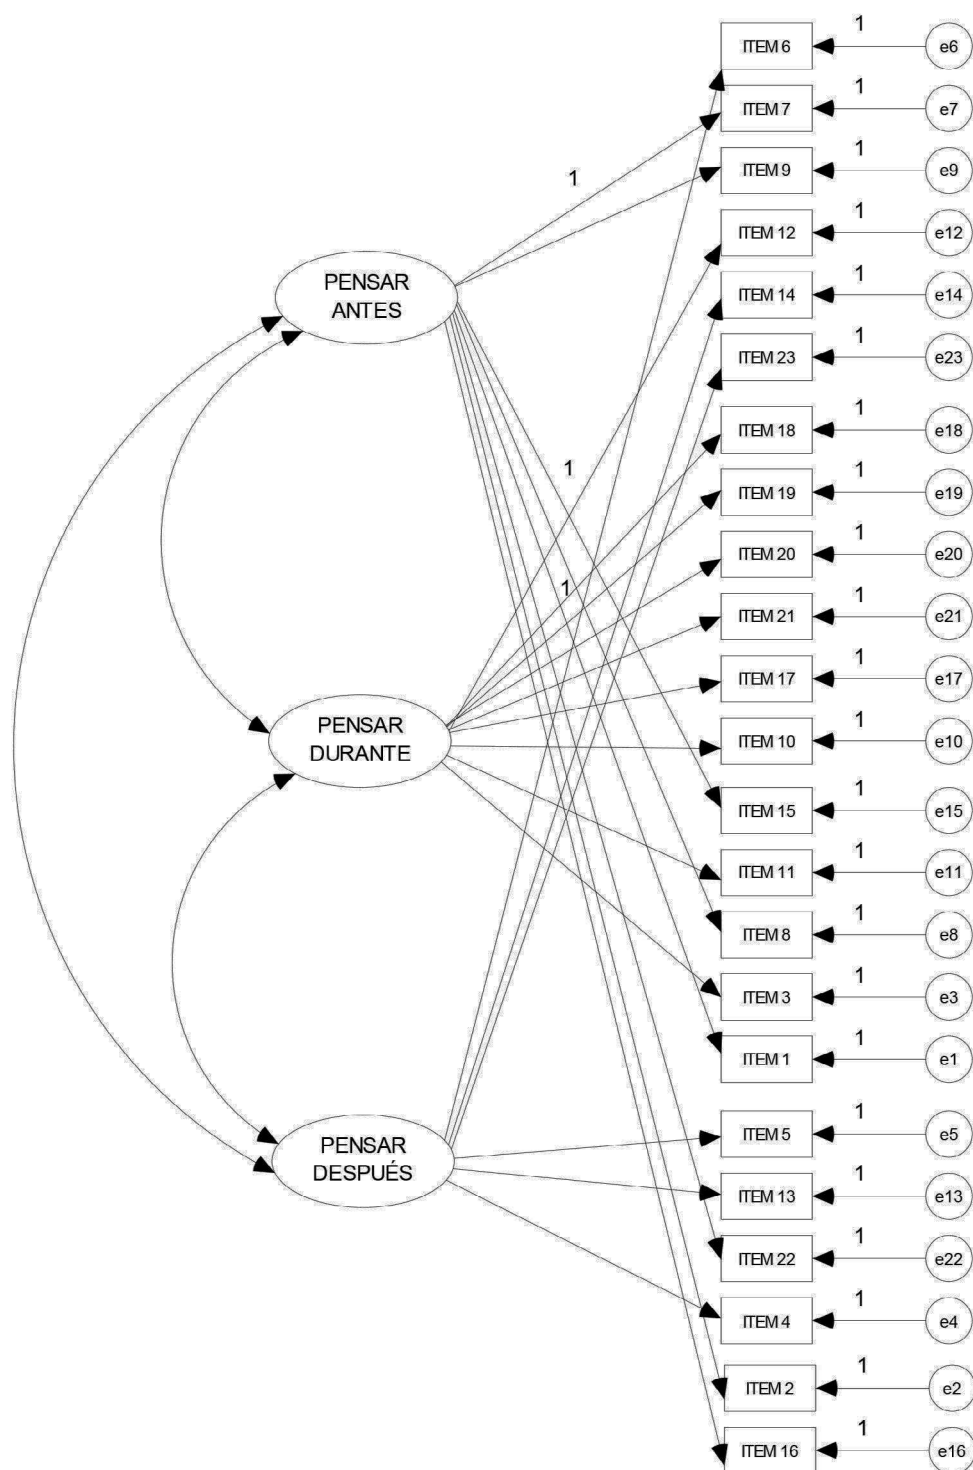 1
ITEM 6
e6
1
ITEM 7
e7
1
1
ITEM 9
e9
1
ITEM 12
e12
PENSAR
ANTES
1
ITEM 14
e14
1
ITEM 23
e23
1
ITEM 18
e18
1
1
ITEM 19
e19
1
ITEM 20
e20
1
1
ITEM 21
e21
1
ITEM 17
e17
PENSAR
DURANTE
1
ITEM 10
e10
1
ITEM 15
e15
1
ITEM 11
e11
1
ITEM 8
e8
1
ITEM 3
e3
1
ITEM 1
e1
1
ITEM 5
e5
PENSAR
DESPUÉS
1
ITEM 13
e13
1
ITEM 22
e22
1
ITEM 4
e4
1
ITEM 2
e2
1
ITEM 16
e16